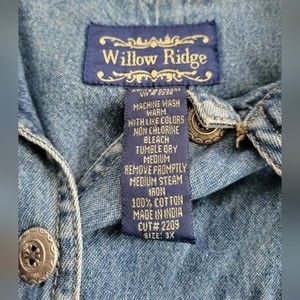 Willow Ridge
MACHINE WASH
WARM
WITH LIKE COLORS
NON CHLORINE
BLEACH
TUMBLE DRY
MEDIUM
REMOVE PROMPTLY
MEDIUM STEAM
IRON
100% COTTON
MADE IN INDIA
CUT# 2209
SIZE: 3X